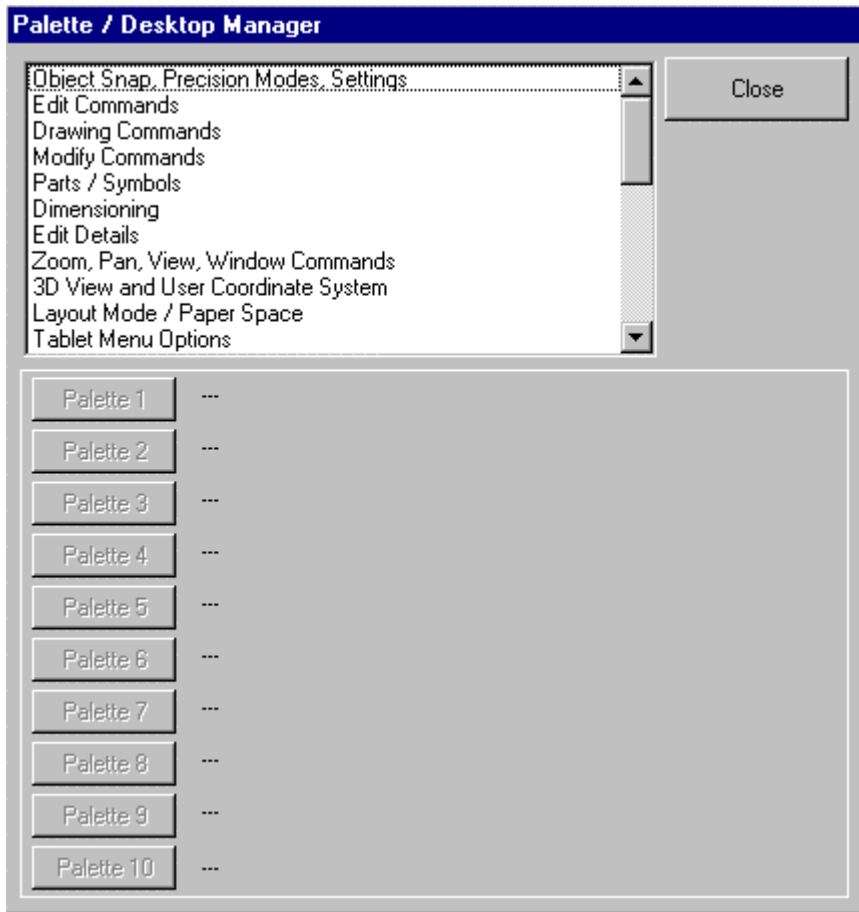 Palette / Desktop Manager
Object Snap, Precision Modes, Settings
Close
Edit Commands
Drawing Commands
Modify Commands
Parts / Symbols
Dimensioning
Edit Details
Zoom, Pan, View, Window Commands
3D View and User Coordinate System
Layout Mode / Paper Space
Tablet Menu Options
Palette 1 ---
Palette 2 ---
Palette 3 ---
Palette 4 ---
Palette 5 ---
Palette 6 ---
Palette 7 ---
Palette 8 ---
Palette 9 ---
Palette 10 ---